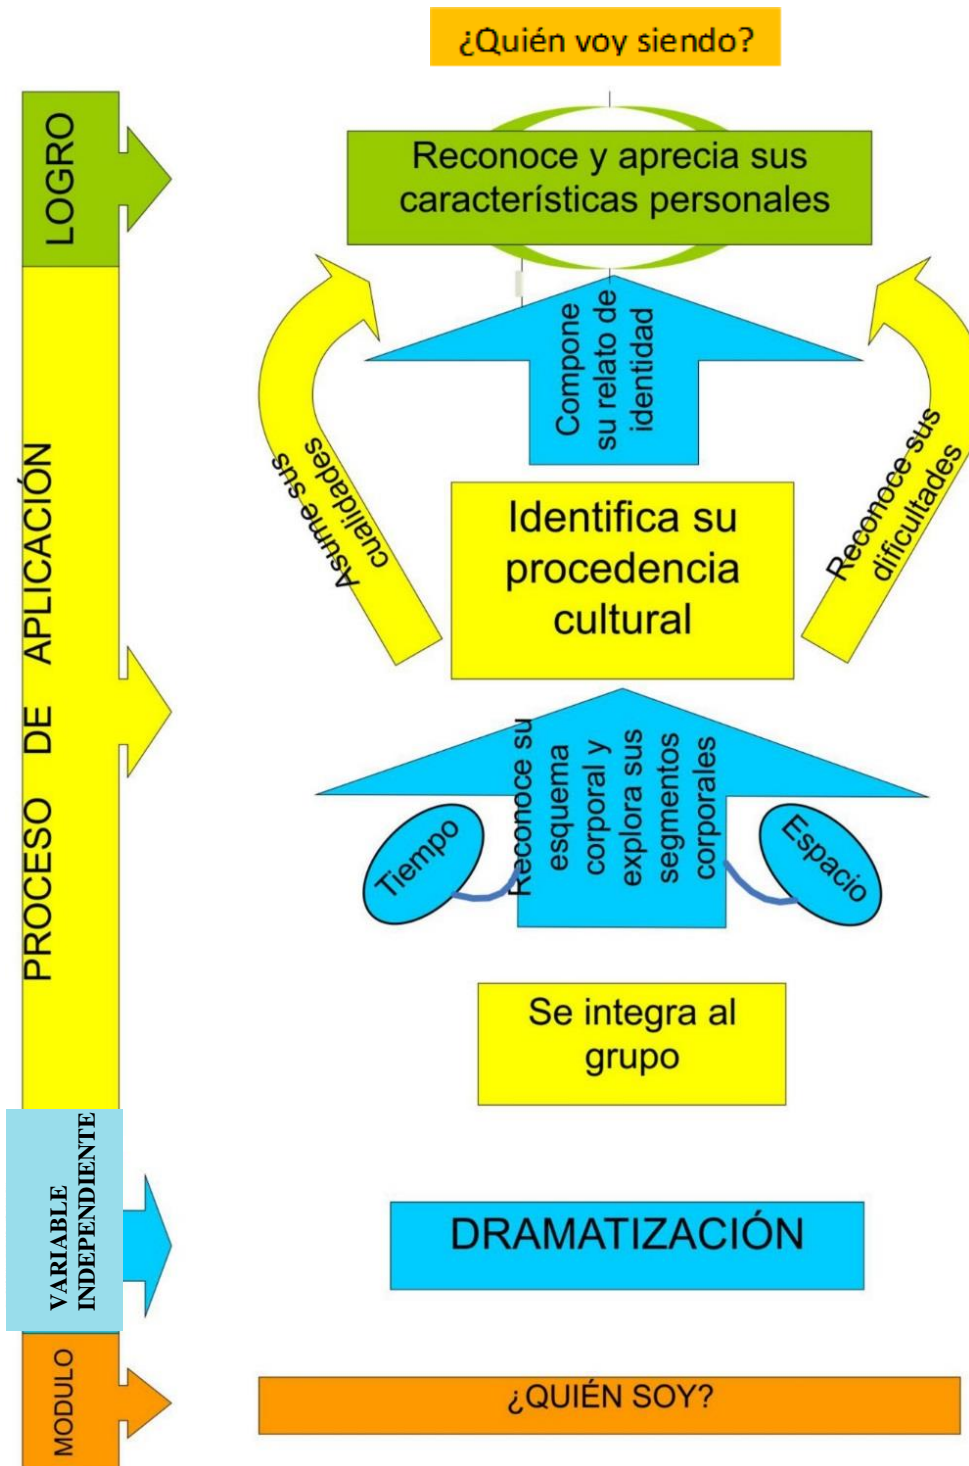 ¿Quién voy siendo?
LOGRO
Reconoce y aprecia sus
características personales
Compone
su relato de
identidad
Asume sus
cualidades
Reconoce sus
dificultades
PROCESO DE APLICACIÓN
Identifica su
procedencia
cultural
Reconoce su
esquema
corporal y
explora sus
segmentos
corporales
Tiempo
Espacio
Se integra al
grupo
VARIABLE
INDEPENDIENTE
DRAMATIZACIÓN
MODULO
¿QUIÉN SOY?